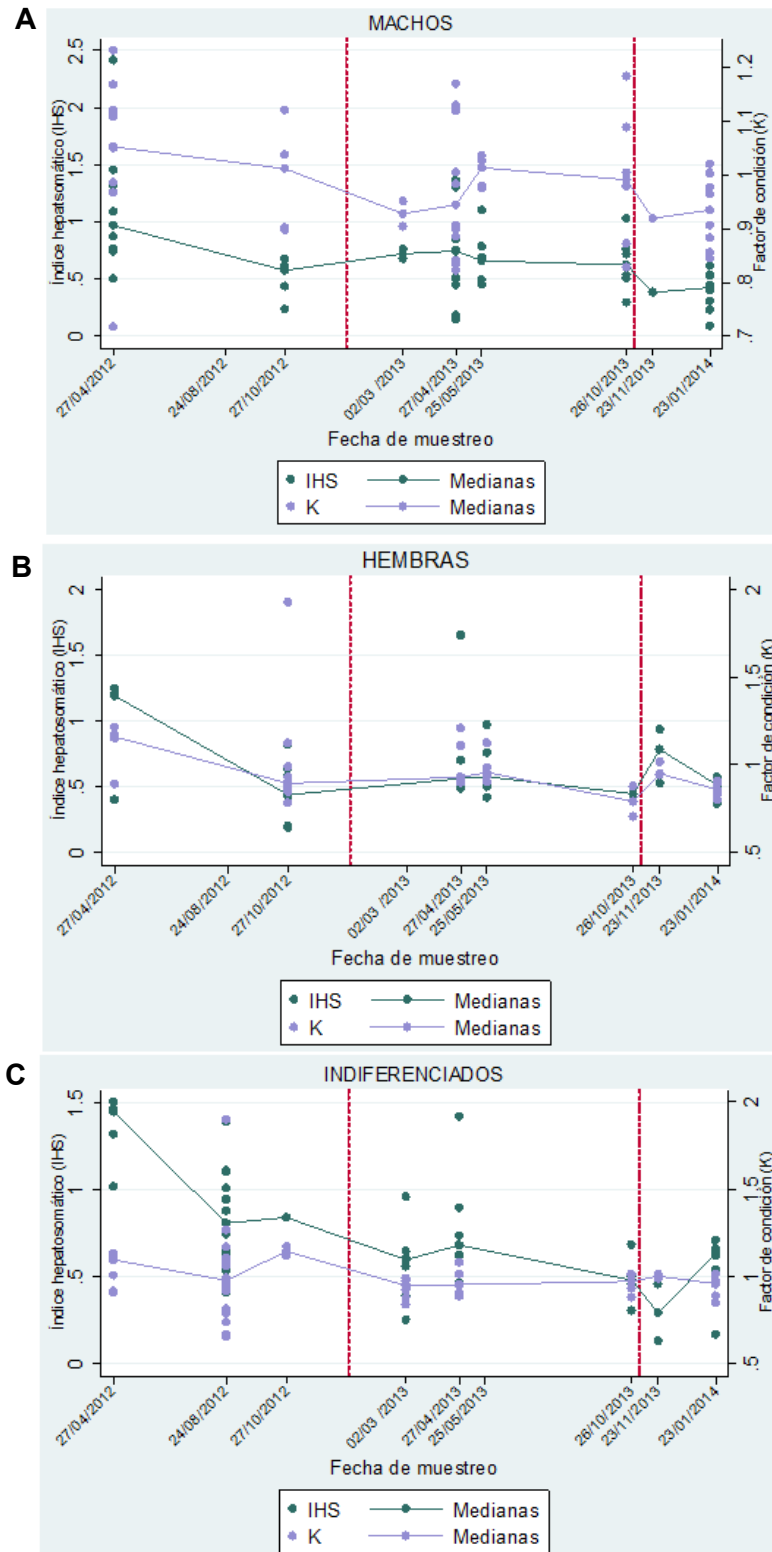 A
MACHOS
Índice hepatsomático (IHS)
2.5
2
1.5
1
.5
0
Factor de condición (K)
1.2
1.1
1
.9
.8
.7
27/04/2012
24/08/2012
27/10/2012
02/03 /2013
27/04/2013
25/05/2013
26/10/2013
23/11/2013
23/01/2014
Fecha de muestreo
IHS Medianas
K Medianas
B
HEMBRAS
Índice hepatosomático (IHS)
2
1.5
1
.5
0
Factor de condición (K)
2
1.5
1
.5
27/04/2012
24/08/2012
27/10/2012
02/03 /2013
27/04/2013
25/05/2013
26/10/2013
23/11/2013
23/01/2014
Fecha de muestreo
IHS Medianas
K Medianas
C
INDIFERENCIADOS
Índice hepatosomático (IHS)
1.5
1
.5
0
Factor de condición (K)
2
1.5
1
.5
27/04/2012
24/08/2012
27/10/2012
02/03 /2013
27/04/2013
25/05/2013
26/10/2013
23/11/2013
23/01/2014
Fecha de muestreo
IHS Medianas
K Medianas